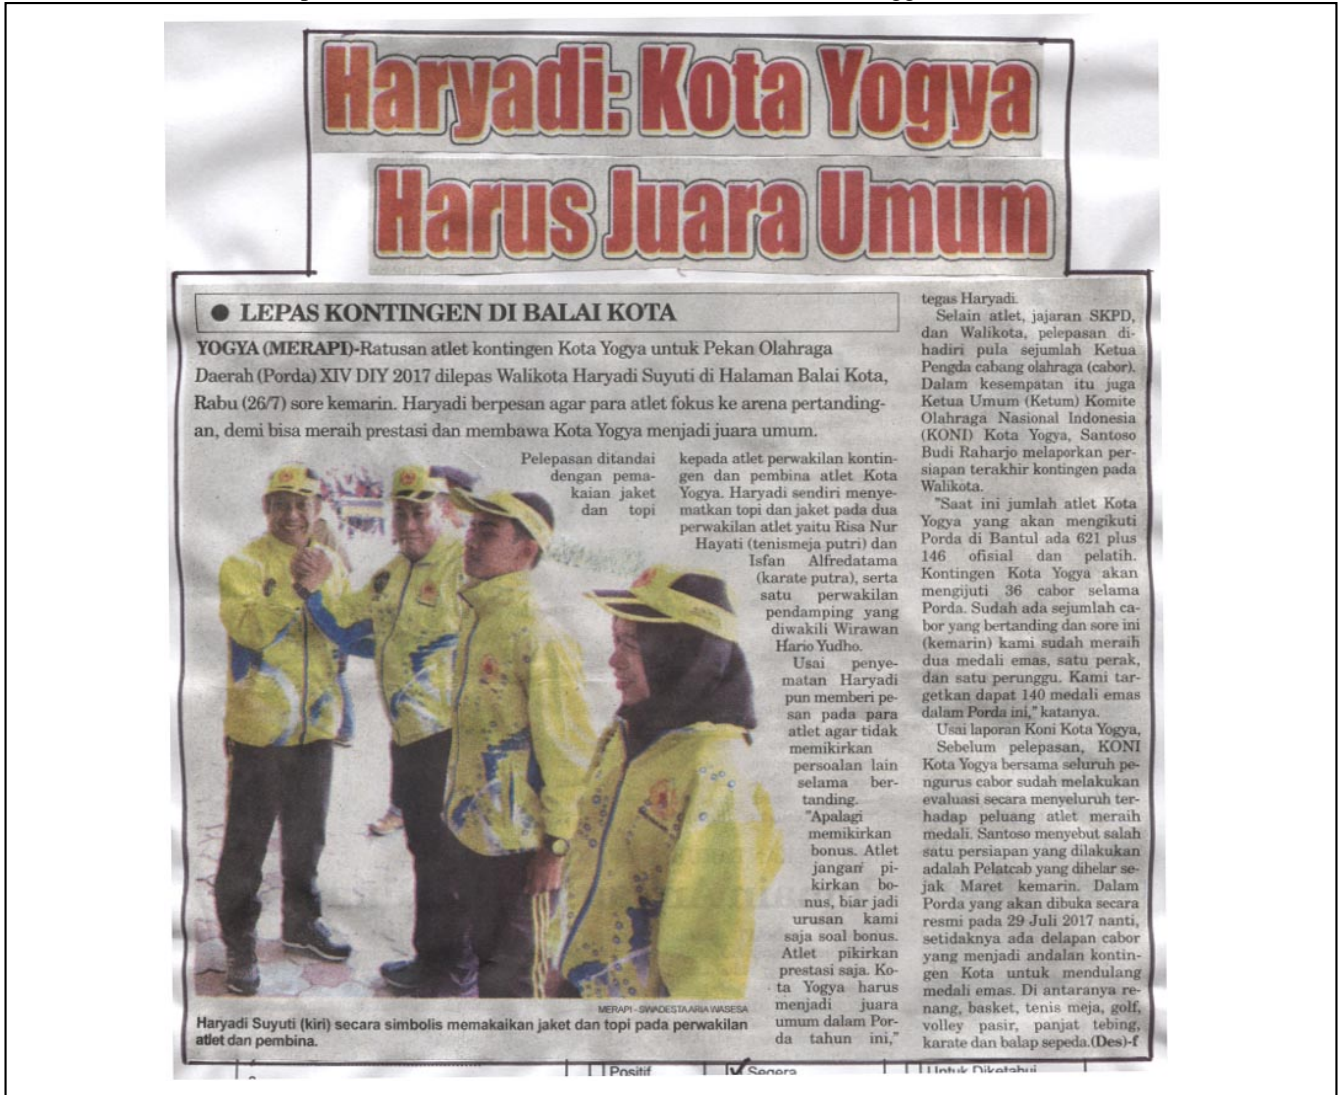 Haryadi: Kota Yogya
Harus Juara Umum
● LEPAS KONTINGEN DI BALAI KOTA
YOGYA (MERAPI)-Ratusan atlet kontingen Kota Yogya untuk Pekan Olahraga
Daerah (Porda) XIV DIY 2017 dilepas Walikota Haryadi Suyuti di Halaman Balai Kota,
Rabu (26/7) sore kemarin. Haryadi berpesan agar para atlet fokus ke arena pertanding-
an, demi bisa meraih prestasi dan membawa Kota Yogya menjadi juara umum.
Pelepasan ditandai
dengan pema-
kaian jaket
dan topi
kepada atlet perwakilan kontin-
gen dan pembina atlet Kota
Yogya. Haryadi sendiri menye-
matkan topi dan jaket pada dua
perwakilan atlet yaitu Risa Nur
Hayati (tenismeja putri) dan
Isfan Alfredatama
(karate putra), serta
satu perwakilan
pendamping yang
diwakili Wirawan
Hario Yudho.
Usai penye-
matan Haryadi
pun memberi pe-
san pada para
atlet agar tidak
memikirkan
persoalan lain
selama ber-
tanding.
"Apalagi
memikirkan
bonus. Atlet
jangan pi-
kirkan bo-
nus, biar jadi
urusan kami
saja soal bonus.
Atlet pikirkan
prestasi saja. Ko-
ta Yogya harus
menjadi juara
umum dalam Por-
da tahun ini,"
tegas Haryadi.
Selain atlet, jajaran SKPD,
dan Walikota, pelepasan di-
hadiri pula sejumlah Ketua
Pengda cabang olahraga (cabor).
Dalam kesempatan itu juga
Ketua Umum (Ketum) Komite
Olahraga Nasional Indonesia
(KONI) Kota Yogya, Santoso
Budi Raharjo melaporkan per-
siapan terakhir kontingen pada
Walikota.
"Saat ini jumlah atlet Kota
Yogya yang akan mengikuti
Porda di Bantul ada 621 plus
146 ofisial dan pelatih.
Kontingen Kota Yogya akan
mengijuti 36 cabor selama
Porda. Sudah ada sejumlah ca-
bor yang bertanding dan sore ini
(kemarin) kami sudah meraih
dua medali emas, satu perak,
dan satu perunggu. Kami tar-
getkan dapat 140 medali emas
dalam Porda ini," katanya.
Usai laporan Koni Kota Yogya,
Sebelum pelepasan, KONI
Kota Yogya bersama seluruh pe-
ngurus cabor sudah melakukan
evaluasi secara menyeluruh ter-
hadap peluang atlet meraih
medali. Santoso menyebut salah
satu persiapan yang dilakukan
adalah Pelatcab yang dihelar se-
jak Maret kemarin. Dalam
Porda yang akan dibuka secara
resmi pada 29 Juli 2017 nanti,
setidaknya ada delapan cabor
yang menjadi andalan kontin-
gen Kota untuk mendulang
medali emas. Di antaranya re-
nang, basket, tenis meja, golf,
volley pasir, panjat tebing,
karate dan balap sepeda.(Des)-f
MERAPI - SWADESTA ARIA WASESA
Haryadi Suyuti (kiri) secara simbolis memakaikan jaket dan topi pada perwakilan
atlet dan pembina.
Positif Segera Untuk Diketahui